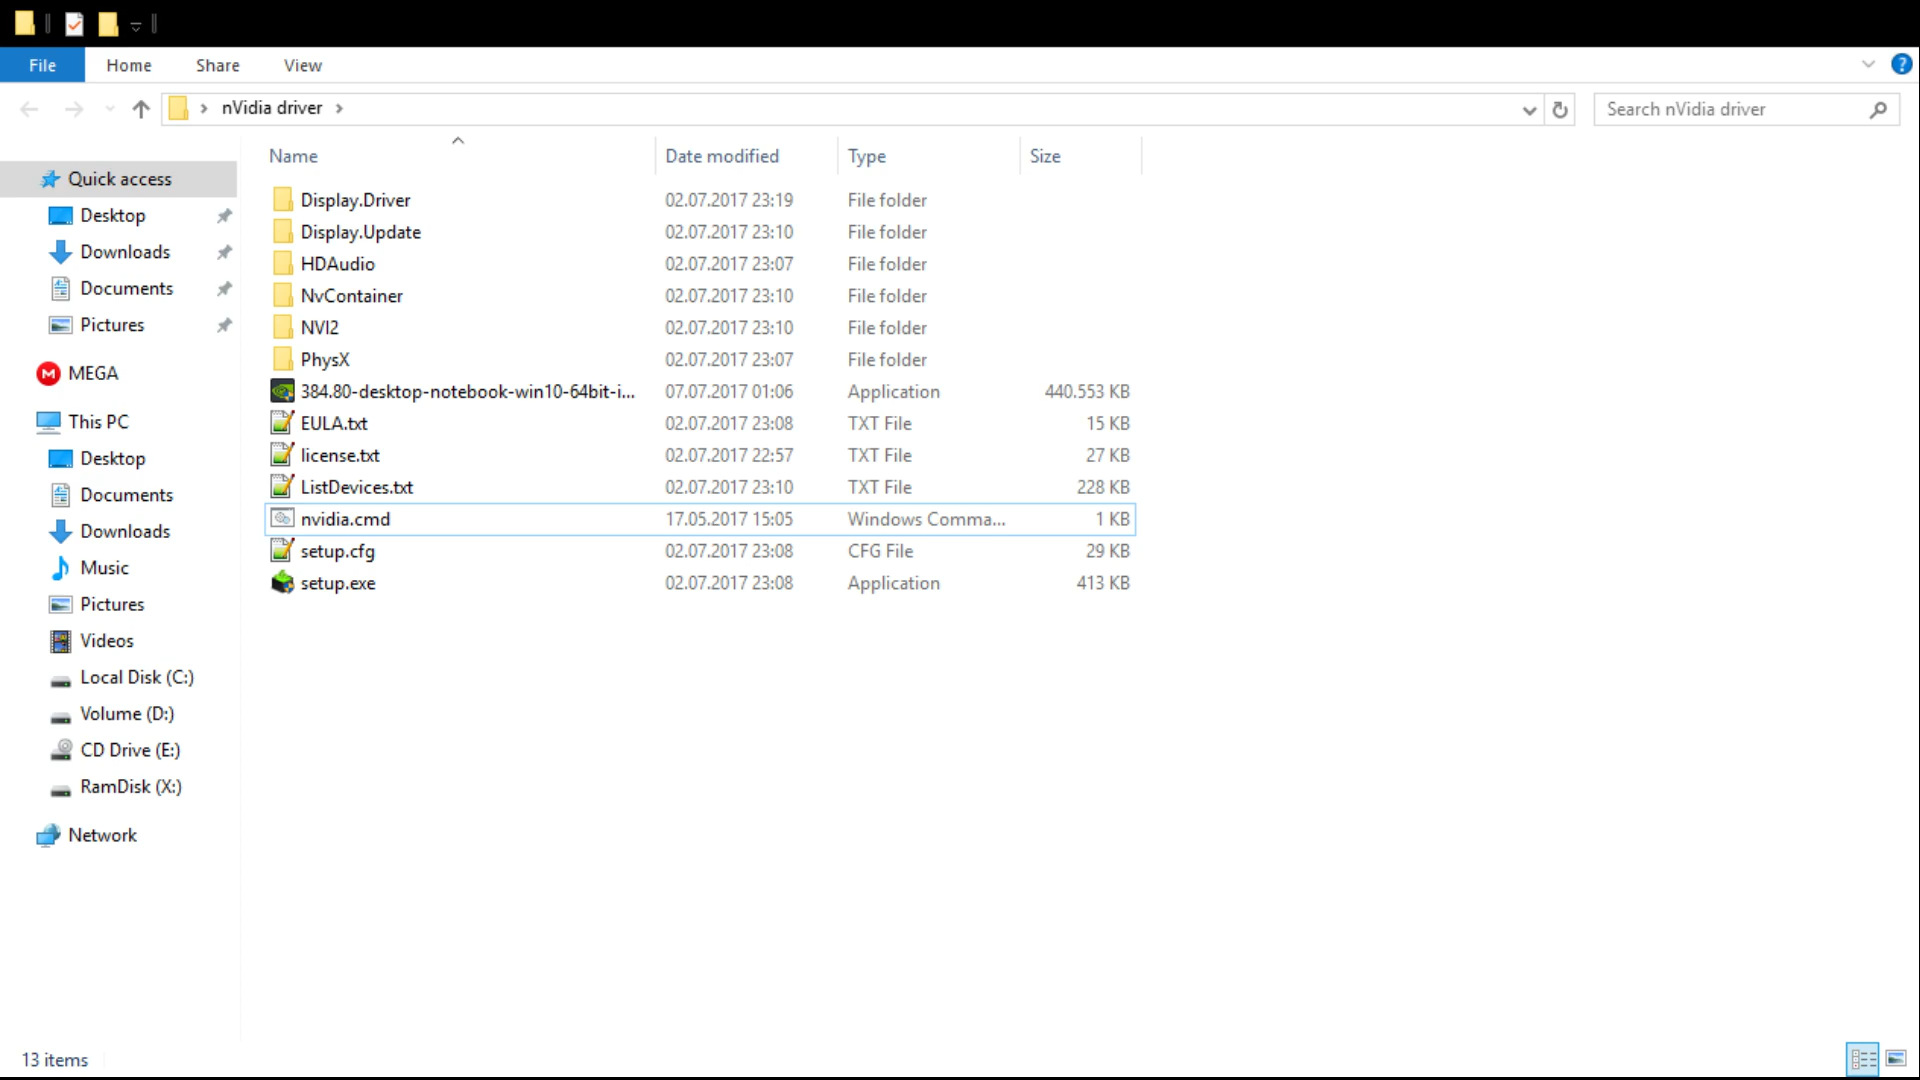 File Home Share View
nVidia driver
Search nVidia driver
Name Date modified Type Size
Quick access
Desktop
Downloads
Documents
Pictures
MEGA
This PC
Desktop
Documents
Downloads
Music
Pictures
Videos
Local Disk (C:)
Volume (D:)
CD Drive (E:)
RamDisk (X:)
Network
Display.Driver 02.07.2017 23:19 File folder
Display.Update 02.07.2017 23:10 File folder
HDAudio 02.07.2017 23:07 File folder
NvContainer 02.07.2017 23:10 File folder
NVI2 02.07.2017 23:10 File folder
PhysX 02.07.2017 23:07 File folder
384.80-desktop-notebook-win10-64bit-i... 07.07.2017 01:06 Application 440.553 KB
EULA.txt 02.07.2017 23:08 TXT File 15 KB
license.txt 02.07.2017 22:57 TXT File 27 KB
ListDevices.txt 02.07.2017 23:10 TXT File 228 KB
nvidia.cmd 17.05.2017 15:05 Windows Comma... 1 KB
setup.cfg 02.07.2017 23:08 CFG File 29 KB
setup.exe 02.07.2017 23:08 Application 413 KB
13 items